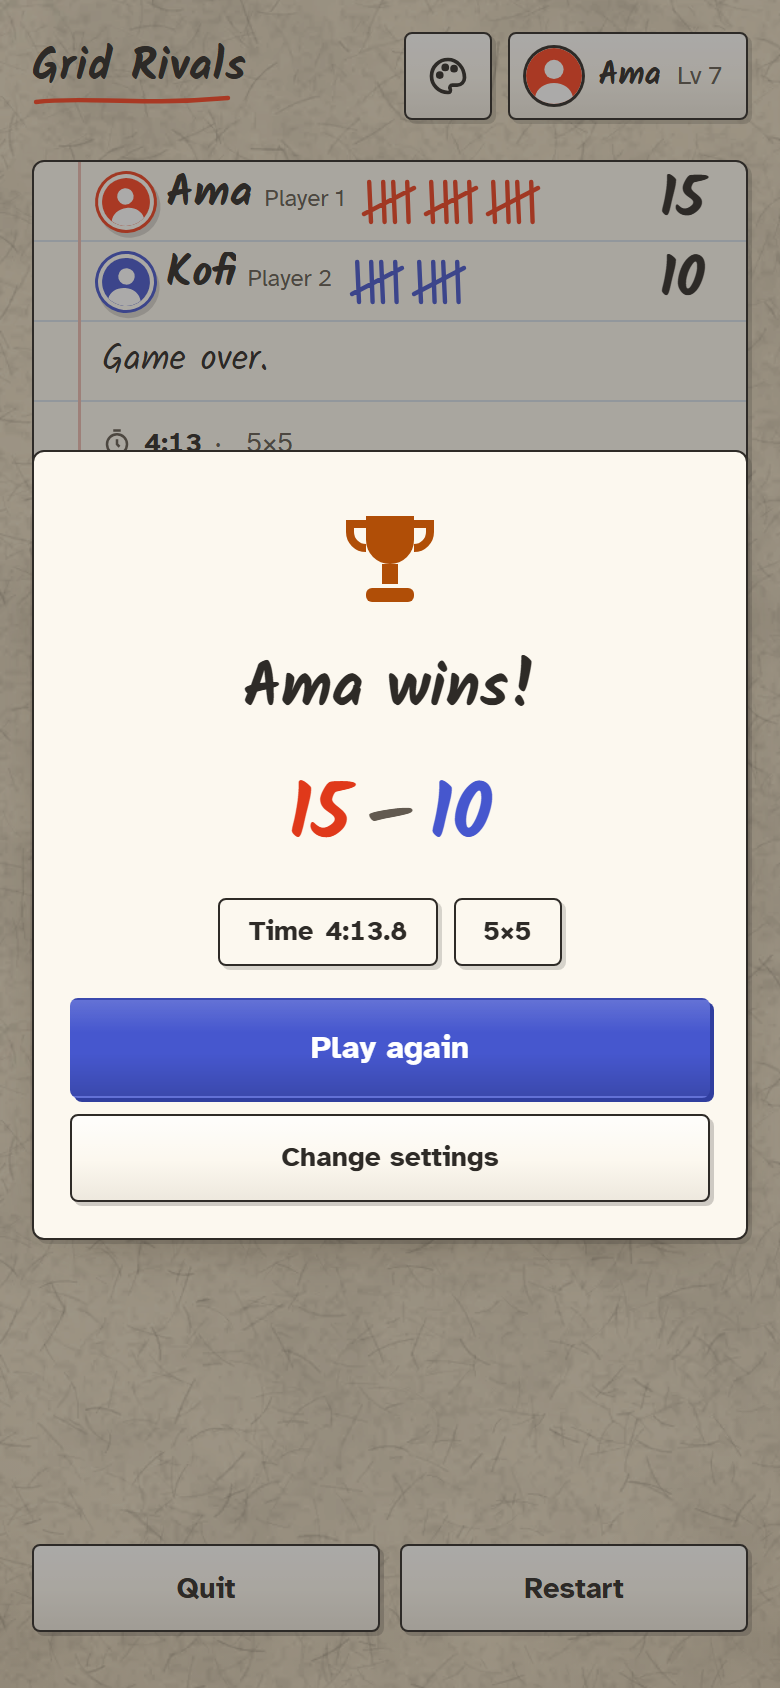 Grid Rivals
Ama Lv 7
Ama Player 1 15
Kofi Player 2 10
Game over.
4:13 · 5×5
Ama wins!
15 – 10
Time 4:13.8
5×5
Play again
Change settings
Quit
Restart